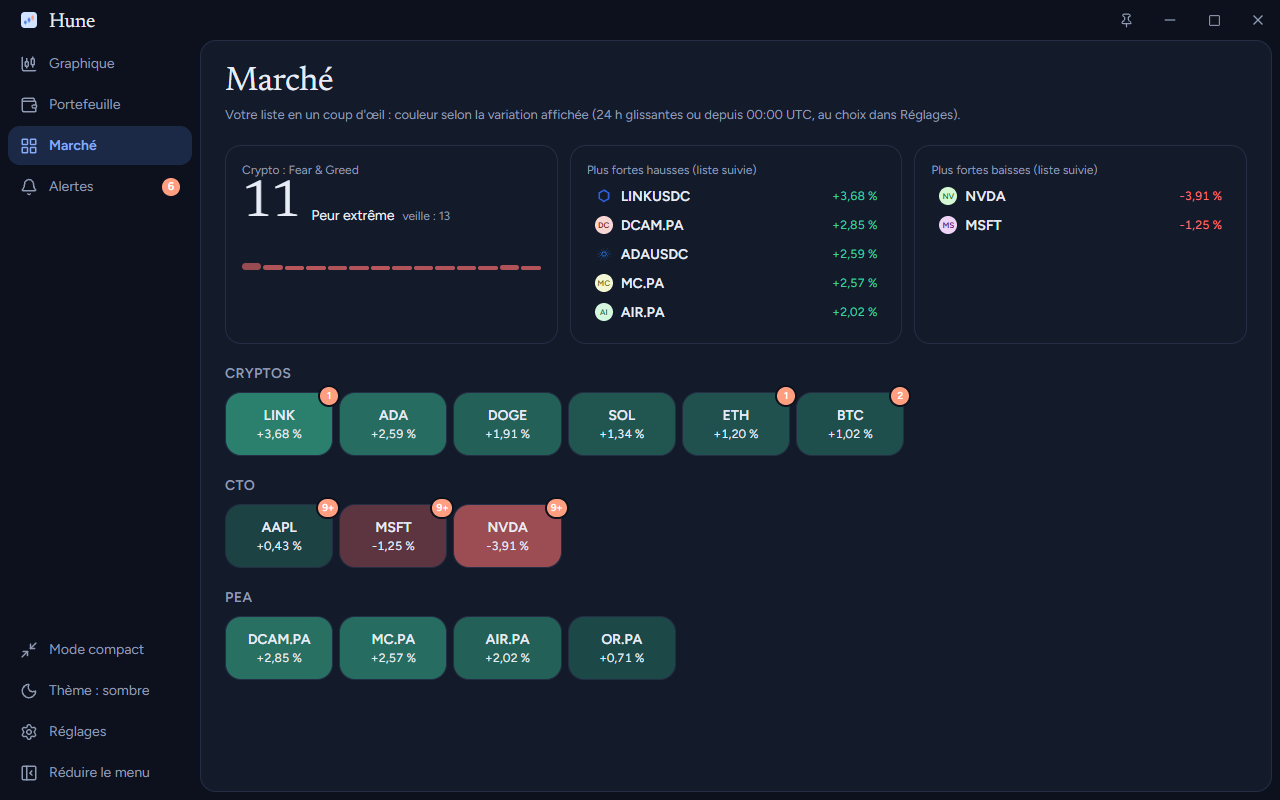 Hune
Graphique
Portefeuille
Marché
Alertes
6
Mode compact
Thème : sombre
Réglages
Réduire le menu
Marché
Votre liste en un coup d'œil : couleur selon la variation affichée (24 h glissantes ou depuis 00:00 UTC, au choix dans Réglages).
Crypto : Fear & Greed
11 Peur extrême veille : 13
Plus fortes hausses (liste suivie)
LINKUSDC +3,68 %
DC DCAM.PA +2,85 %
ADAUSDC +2,59 %
MC MC.PA +2,57 %
AI AIR.PA +2,02 %
Plus fortes baisses (liste suivie)
NV NVDA -3,91 %
MS MSFT -1,25 %
CRYPTOS
LINK
+3,68 %
1
ADA
+2,59 %
DOGE
+1,91 %
SOL
+1,34 %
ETH
+1,20 %
1
BTC
+1,02 %
2
CTO
AAPL
+0,43 %
9+
MSFT
-1,25 %
9+
NVDA
-3,91 %
9+
PEA
DCAM.PA
+2,85 %
MC.PA
+2,57 %
AIR.PA
+2,02 %
OR.PA
+0,71 %